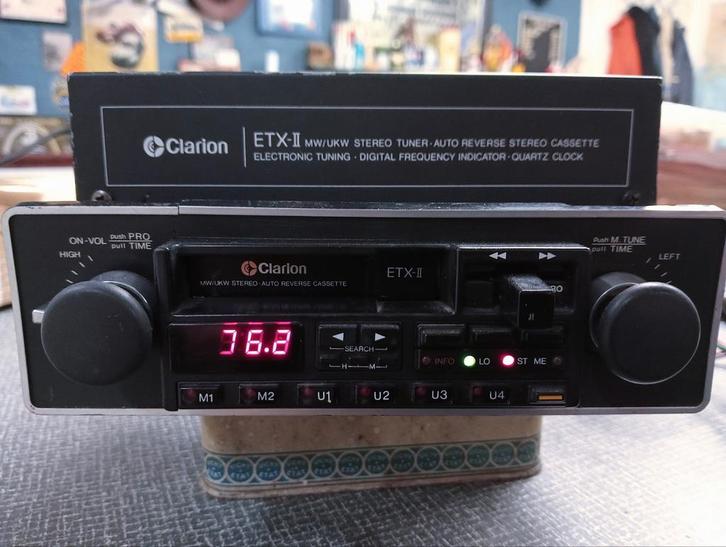 Clarion
ETX-II MW/UKW STEREO TUNER·AUTO REVERSE STEREO CASSETTE
ELECTRONIC TUNING · DIGITAL FREQUENCY INDICATOR · QUARTZ CLOCK
ON-VOL push PRO
pull TIME
HIGH
push M.TUNE
pull TIME
LEFT
Clarion
MW/UKW STEREO·AUTO REVERSE CASSETTE
ETX-II
◀◀ ▶▶
76.2
◀ ▶
SEARCH
H M
INFO LO ST ME
M1 M2 U1 U2 U3 U4